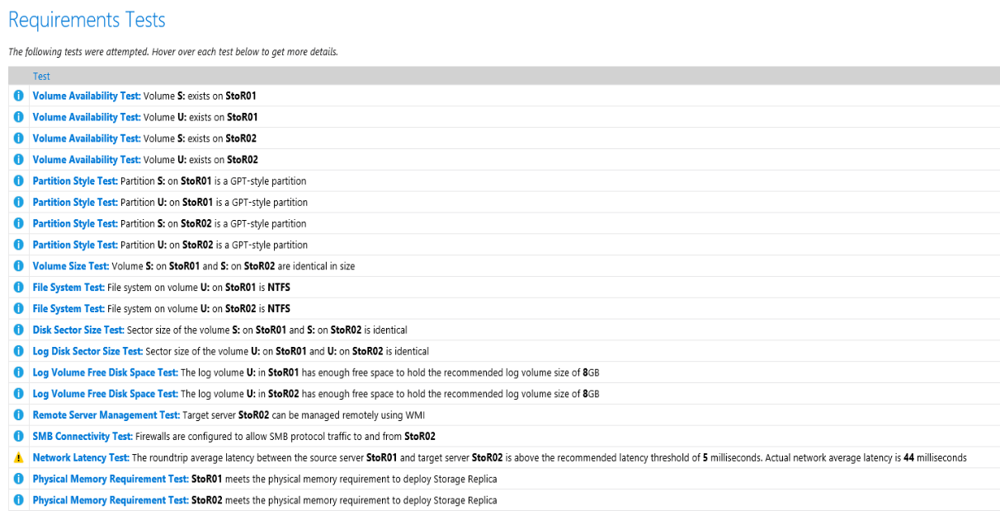 Requirements Tests
The following tests were attempted. Hover over each test below to get more details.
Test
Volume Availability Test: Volume S: exists on StoR01
Volume Availability Test: Volume U: exists on StoR01
Volume Availability Test: Volume S: exists on StoR02
Volume Availability Test: Volume U: exists on StoR02
Partition Style Test: Partition S: on StoR01 is a GPT-style partition
Partition Style Test: Partition U: on StoR01 is a GPT-style partition
Partition Style Test: Partition S: on StoR02 is a GPT-style partition
Partition Style Test: Partition U: on StoR02 is a GPT-style partition
Volume Size Test: Volume S: on StoR01 and S: on StoR02 are identical in size
File System Test: File system on volume U: on StoR01 is NTFS
File System Test: File system on volume U: on StoR02 is NTFS
Disk Sector Size Test: Sector size of the volume S: on StoR01 and S: on StoR02 is identical
Log Disk Sector Size Test: Sector size of the volume U: on StoR01 and U: on StoR02 is identical
Log Volume Free Disk Space Test: The log volume U: in StoR01 has enough free space to hold the recommended log volume size of 8GB
Log Volume Free Disk Space Test: The log volume U: in StoR02 has enough free space to hold the recommended log volume size of 8GB
Remote Server Management Test: Target server StoR02 can be managed remotely using WMI
SMB Connectivity Test: Firewalls are configured to allow SMB protocol traffic to and from StoR02
Network Latency Test: The roundtrip average latency between the source server StoR01 and target server StoR02 is above the recommended latency threshold of 5 milliseconds. Actual network average latency is 44 milliseconds
Physical Memory Requirement Test: StoR01 meets the physical memory requirement to deploy Storage Replica
Physical Memory Requirement Test: StoR02 meets the physical memory requirement to deploy Storage Replica